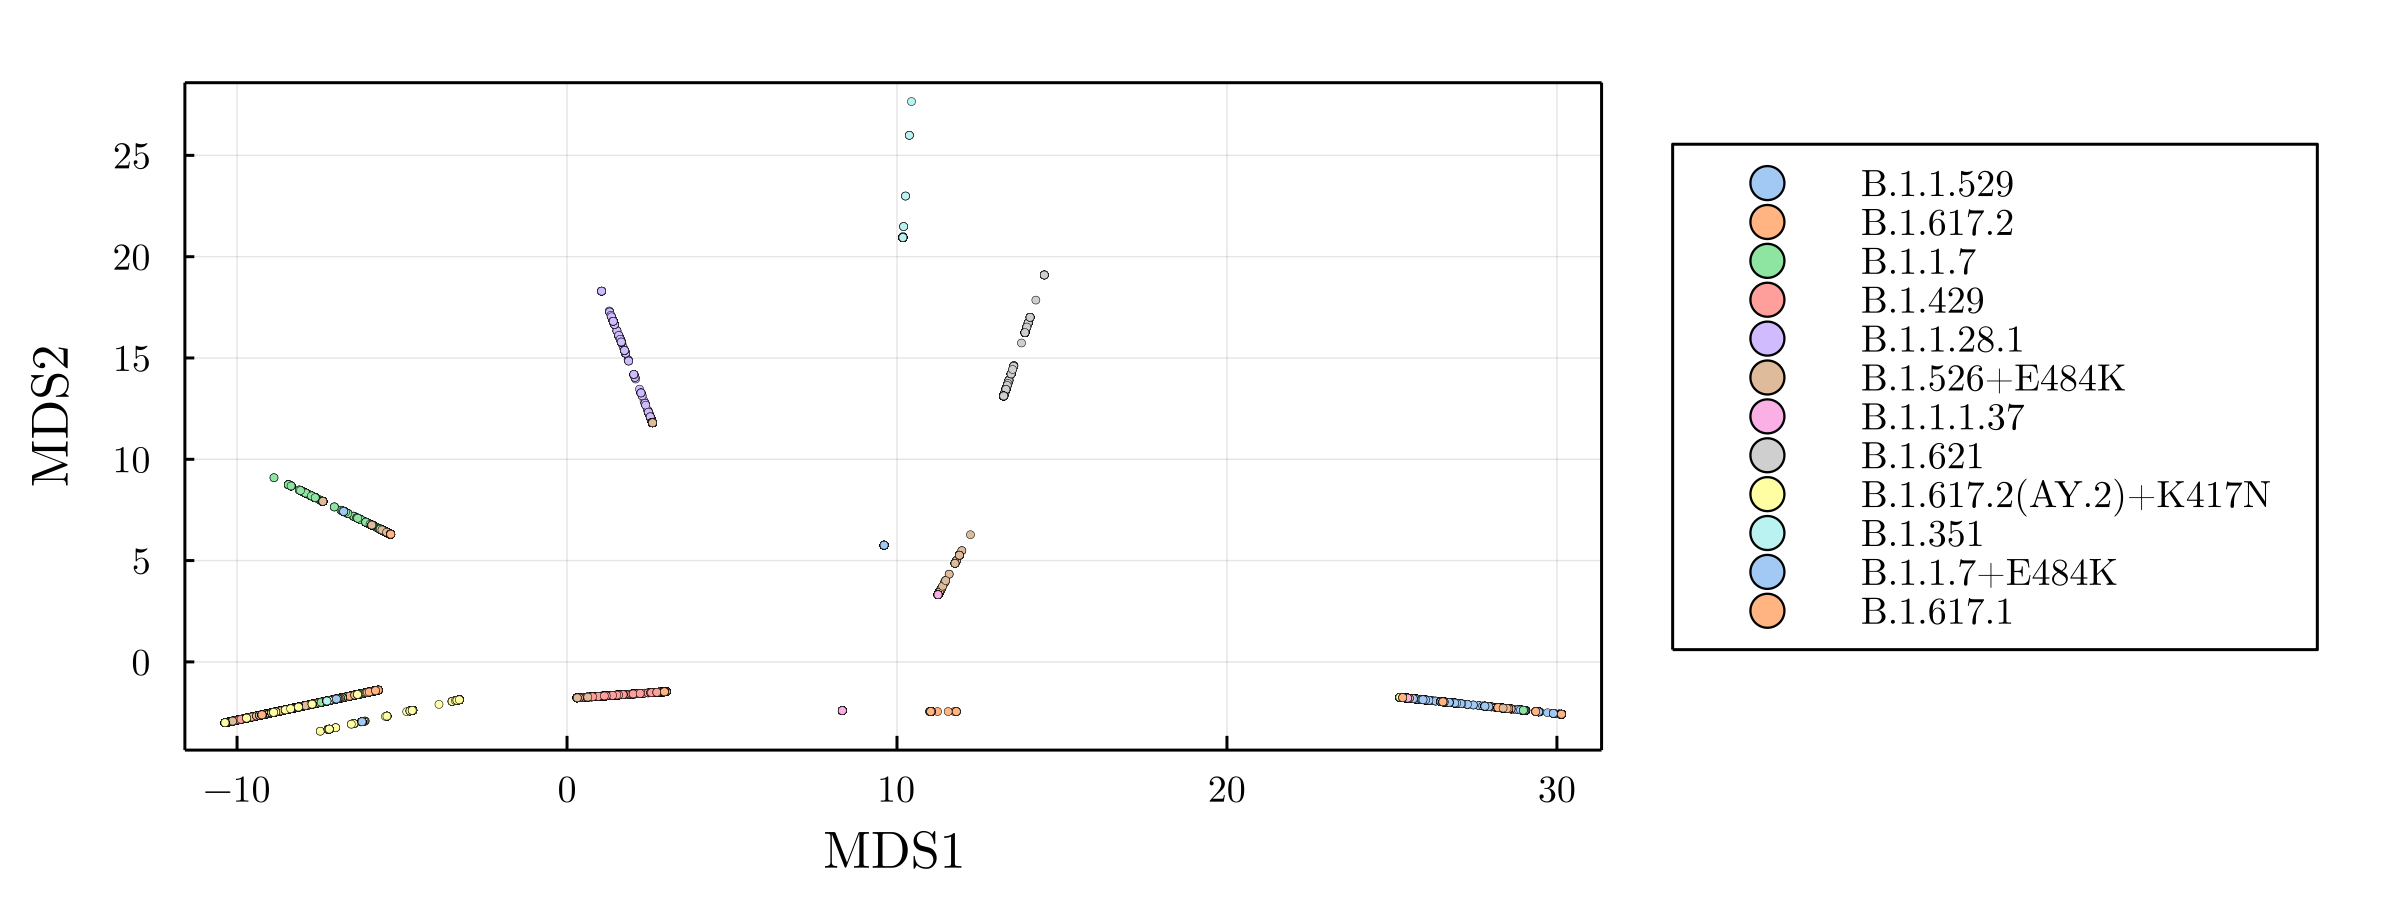 25
20
15
10
5
0
MDS2
−10 0 10 20 30
MDS1
B.1.1.529
B.1.617.2
B.1.1.7
B.1.429
B.1.1.28.1
B.1.526+E484K
B.1.1.1.37
B.1.621
B.1.617.2(AY.2)+K417N
B.1.351
B.1.1.7+E484K
B.1.617.1